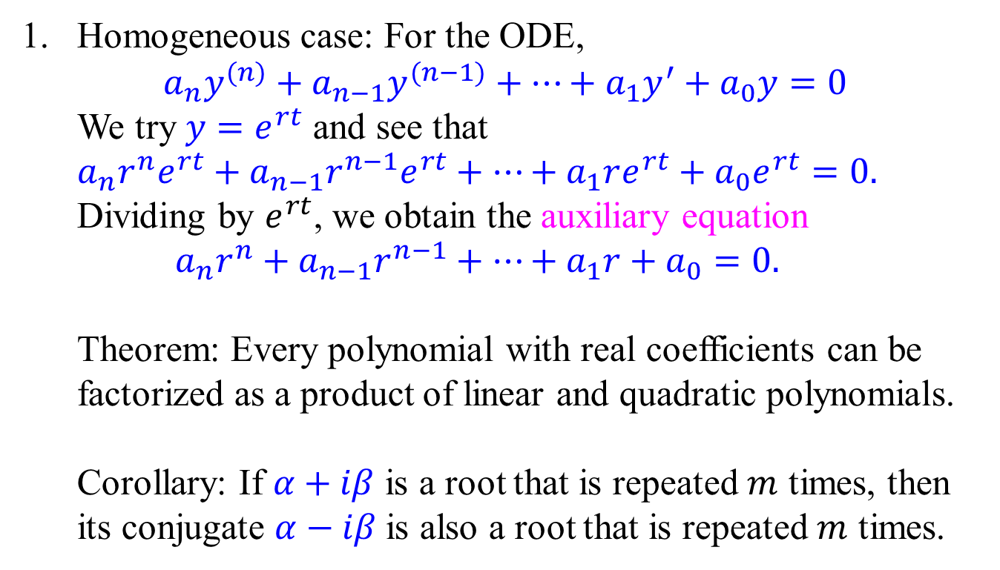 1. Homogeneous case: For the ODE,
$a_n y^{(n)} + a_{n-1} y^{(n-1)} + \cdots + a_1 y' + a_0 y = 0$
We try $y = e^{rt}$ and see that
$a_n r^n e^{rt} + a_{n-1} r^{n-1} e^{rt} + \cdots + a_1 r e^{rt} + a_0 e^{rt} = 0.$
Dividing by $e^{rt}$, we obtain the auxiliary equation
$a_n r^n + a_{n-1} r^{n-1} + \cdots + a_1 r + a_0 = 0.$
Theorem: Every polynomial with real coefficients can be
factorized as a product of linear and quadratic polynomials.
Corollary: If $\alpha + i\beta$ is a root that is repeated $m$ times, then
its conjugate $\alpha - i\beta$ is also a root that is repeated $m$ times.